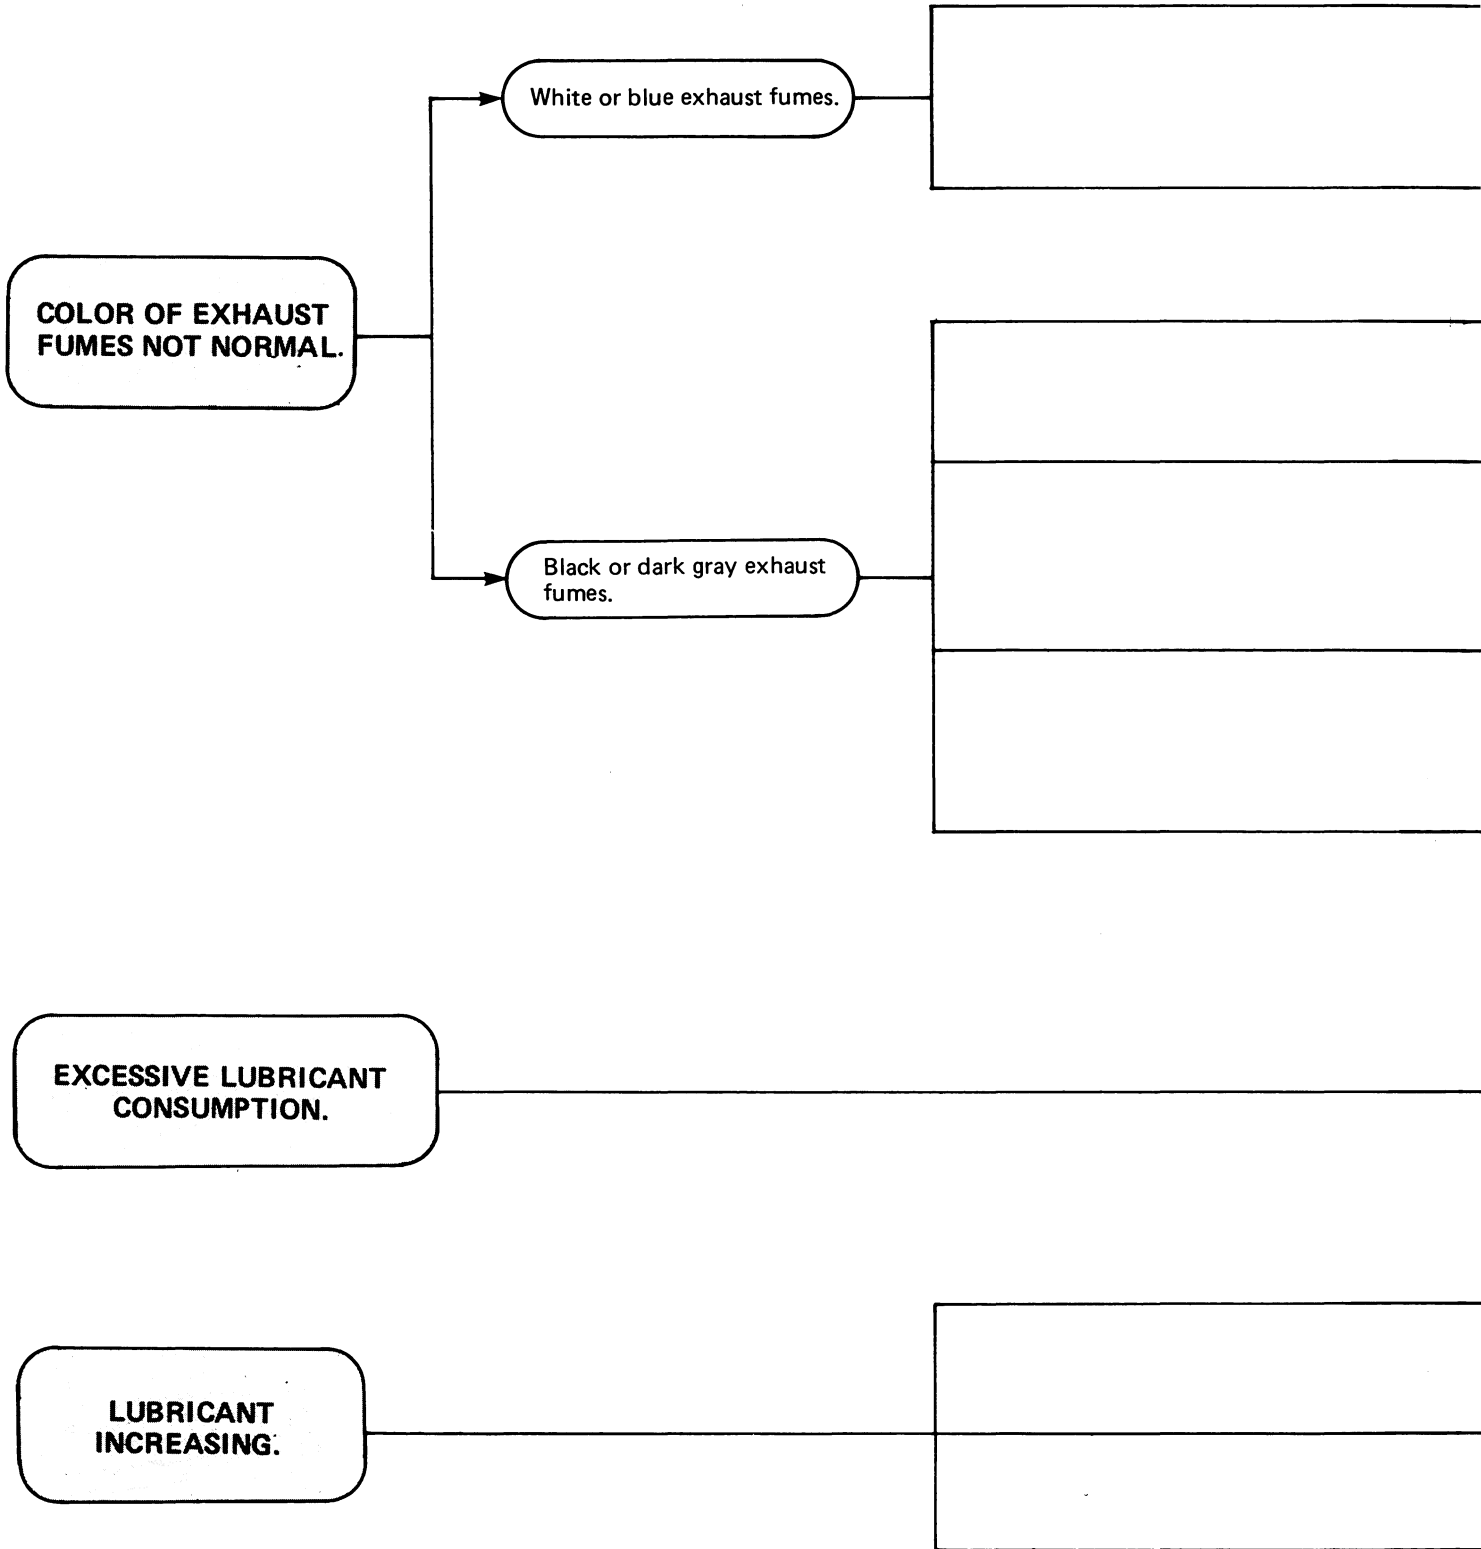 White or blue exhaust fumes.
COLOR OF EXHAUST
FUMES NOT NORMAL.
Black or dark gray exhaust
fumes.
EXCESSIVE LUBRICANT
CONSUMPTION.
LUBRICANT
INCREASING.